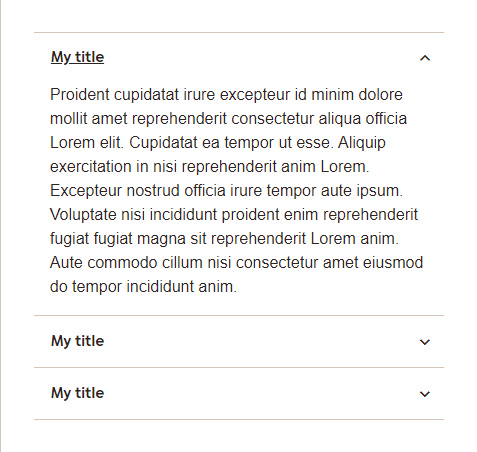 My title
Proident cupidatat irure excepteur id minim dolore
mollit amet reprehenderit consectetur aliqua officia
Lorem elit. Cupidatat ea tempor ut esse. Aliquip
exercitation in nisi reprehenderit anim Lorem.
Excepteur nostrud officia irure tempor aute ipsum.
Voluptate nisi incididunt proident enim reprehenderit
fugiat fugiat magna sit reprehenderit Lorem anim.
Aute commodo cillum nisi consectetur amet eiusmod
do tempor incididunt anim.
My title
My title